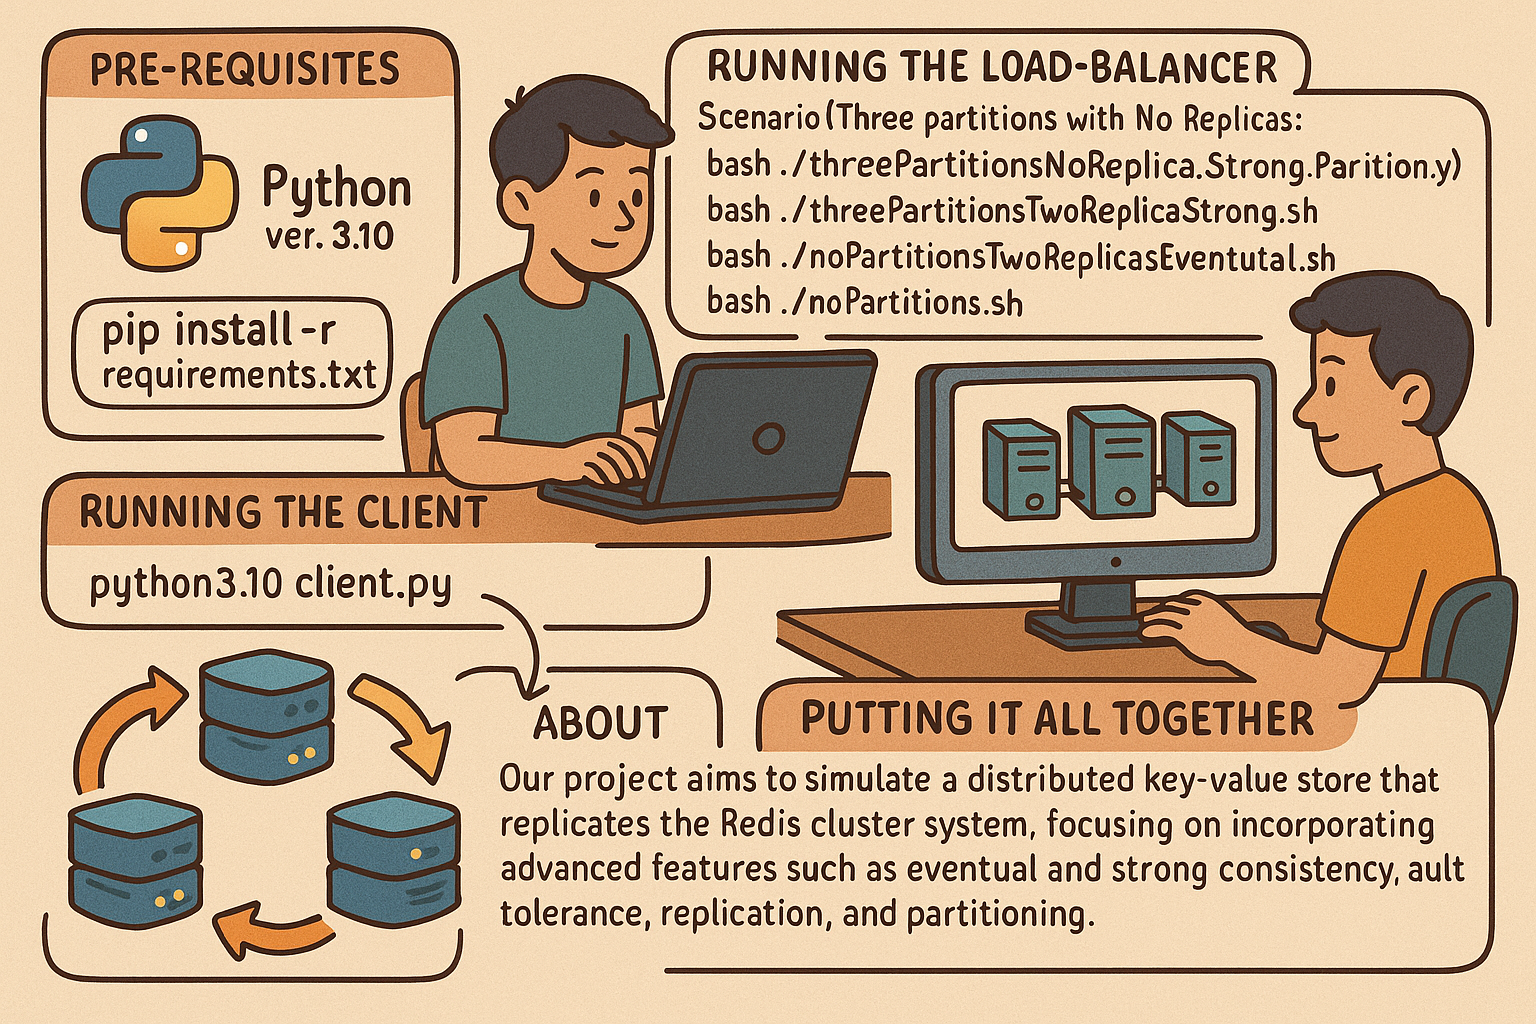 PRE-REQUISITES
Python
ver. 3.10
pip install -r
requirements.txt
RUNNING THE LOAD-BALANCER
Scenario (Three partitions with No Replicas:
bash ./threePartitionsNoReplica.Strong.Parition.y)
bash ./threePartitionsTwoReplicaStrong.sh
bash ./noPartitionsTwoReplicasEventutal.sh
bash ./noPartitions.sh
RUNNING THE CLIENT
python3.10 client.py
ABOUT
PUTTING IT ALL TOGETHER
Our project aims to simulate a distributed key-value store that
replicates the Redis cluster system, focusing on incorporating
advanced features such as eventual and strong consistency, ault
tolerance, replication, and partitioning.